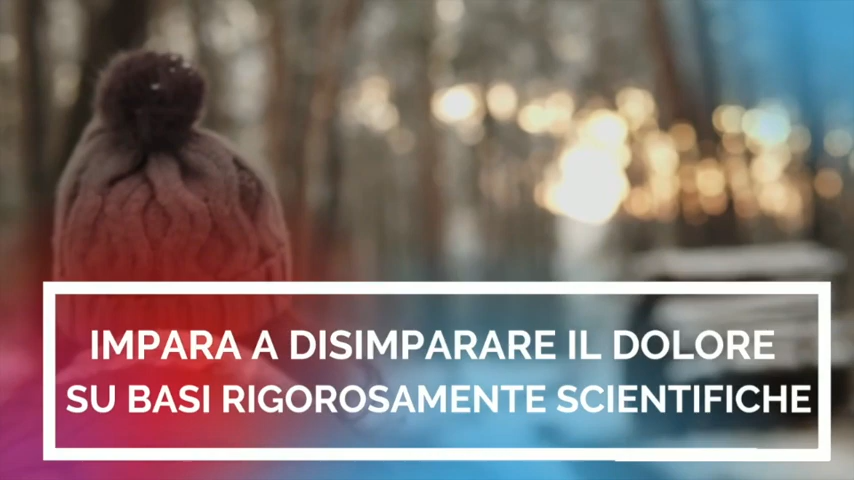 IMPARA A DISIMPARARE IL DOLORE
SU BASI RIGOROSAMENTE SCIENTIFICHE